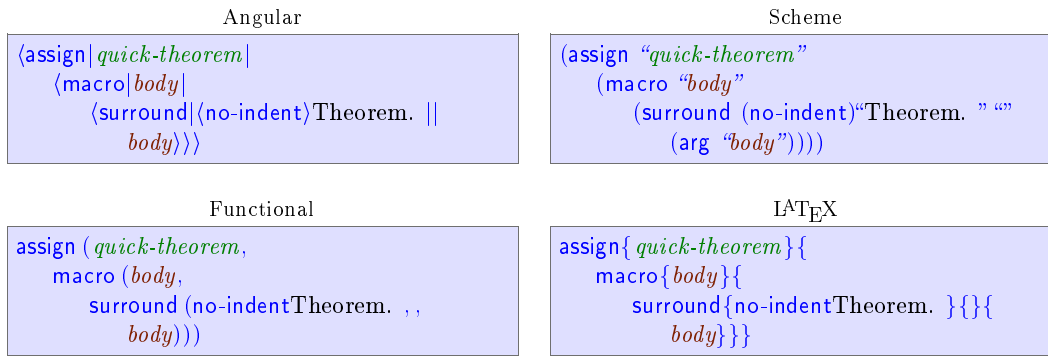 Angular
⟨assign|quick-theorem|
⟨macro|body|
⟨surround|⟨no-indent⟩Theorem. ||
body⟩⟩⟩
Scheme
(assign “quick-theorem”
(macro “body”
(surround (no-indent)“Theorem. ” “”
(arg “body”))))
Functional
assign (quick-theorem,
macro (body,
surround (no-indentTheorem. , ,
body)))
LATEX
assign{quick-theorem}{
macro{body}{
surround{no-indentTheorem. }{}{
body}}}